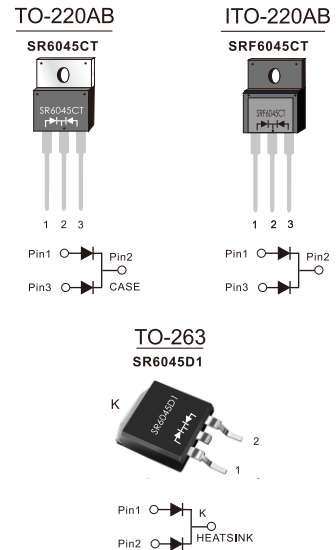 TO-220AB
SR6045CT
SR6045CT
1 2 3
Pin1
Pin2
Pin3
CASE
ITO-220AB
SRF6045CT
SRF6045CT
1 2 3
Pin1
Pin2
Pin3
TO-263
SR6045D1
K
SR6045D1
2
1
Pin1
K
HEATSINK
Pin2